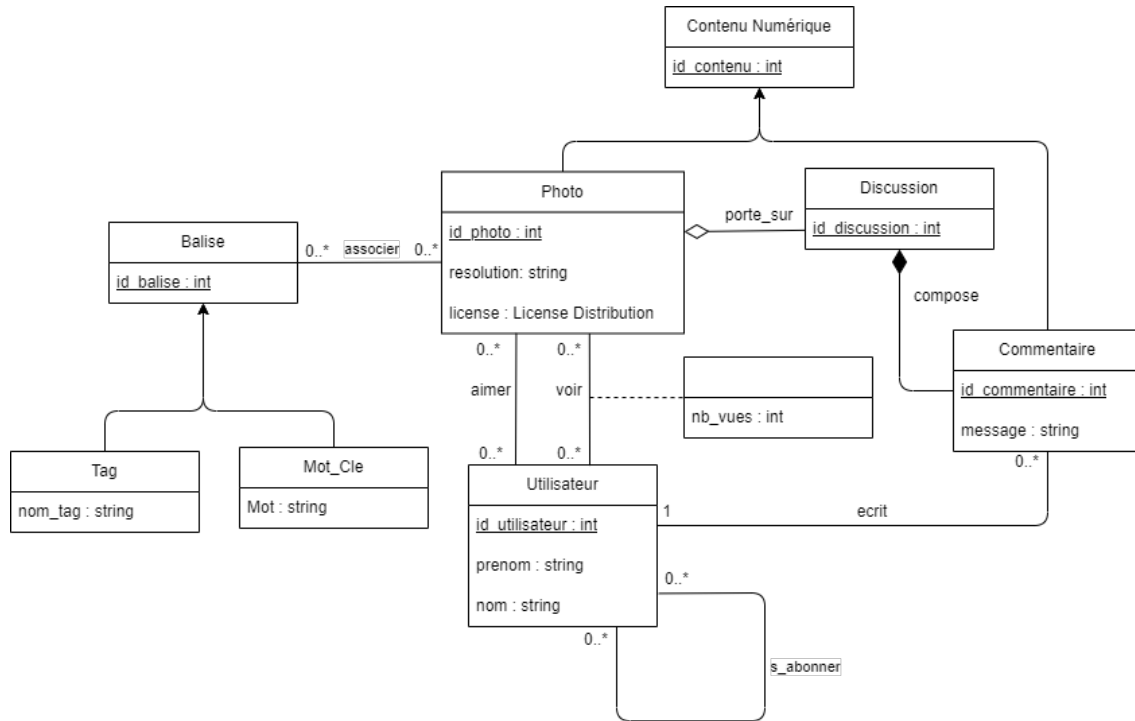 Contenu Numérique
id_contenu : int
Photo
id_photo : int
resolution: string
license : License Distribution
porte_sur
Discussion
id_discussion : int
compose
Balise
id_balise : int
0..*
associer
0..*
Commentaire
id_commentaire : int
message : string
0..*
0..*
0..*
aimer
voir
nb_vues : int
0..*
0..*
Tag
nom_tag : string
Mot_Cle
Mot : string
Utilisateur
id_utilisateur : int
prenom : string
nom : string
1
ecrit
0..*
0..*
s_abonner